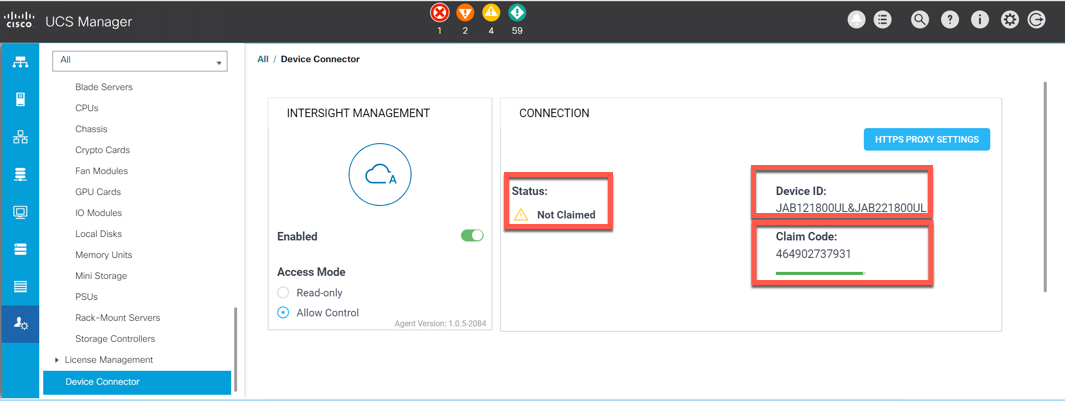 cisco UCS Manager
1 2 4 59
All
All / Device Connector
Blade Servers
CPUs
Chassis
Crypto Cards
Fan Modules
GPU Cards
IO Modules
Local Disks
Memory Units
Mini Storage
PSUs
Rack-Mount Servers
Storage Controllers
License Management
Device Connector
INTERSIGHT MANAGEMENT
A
Enabled
Access Mode
Read-only
Allow Control
Agent Version: 1.0.5-2084
CONNECTION
HTTPS PROXY SETTINGS
Status:
Not Claimed
Device ID:
JAB121800UL&JAB221800UL
Claim Code:
464902737931